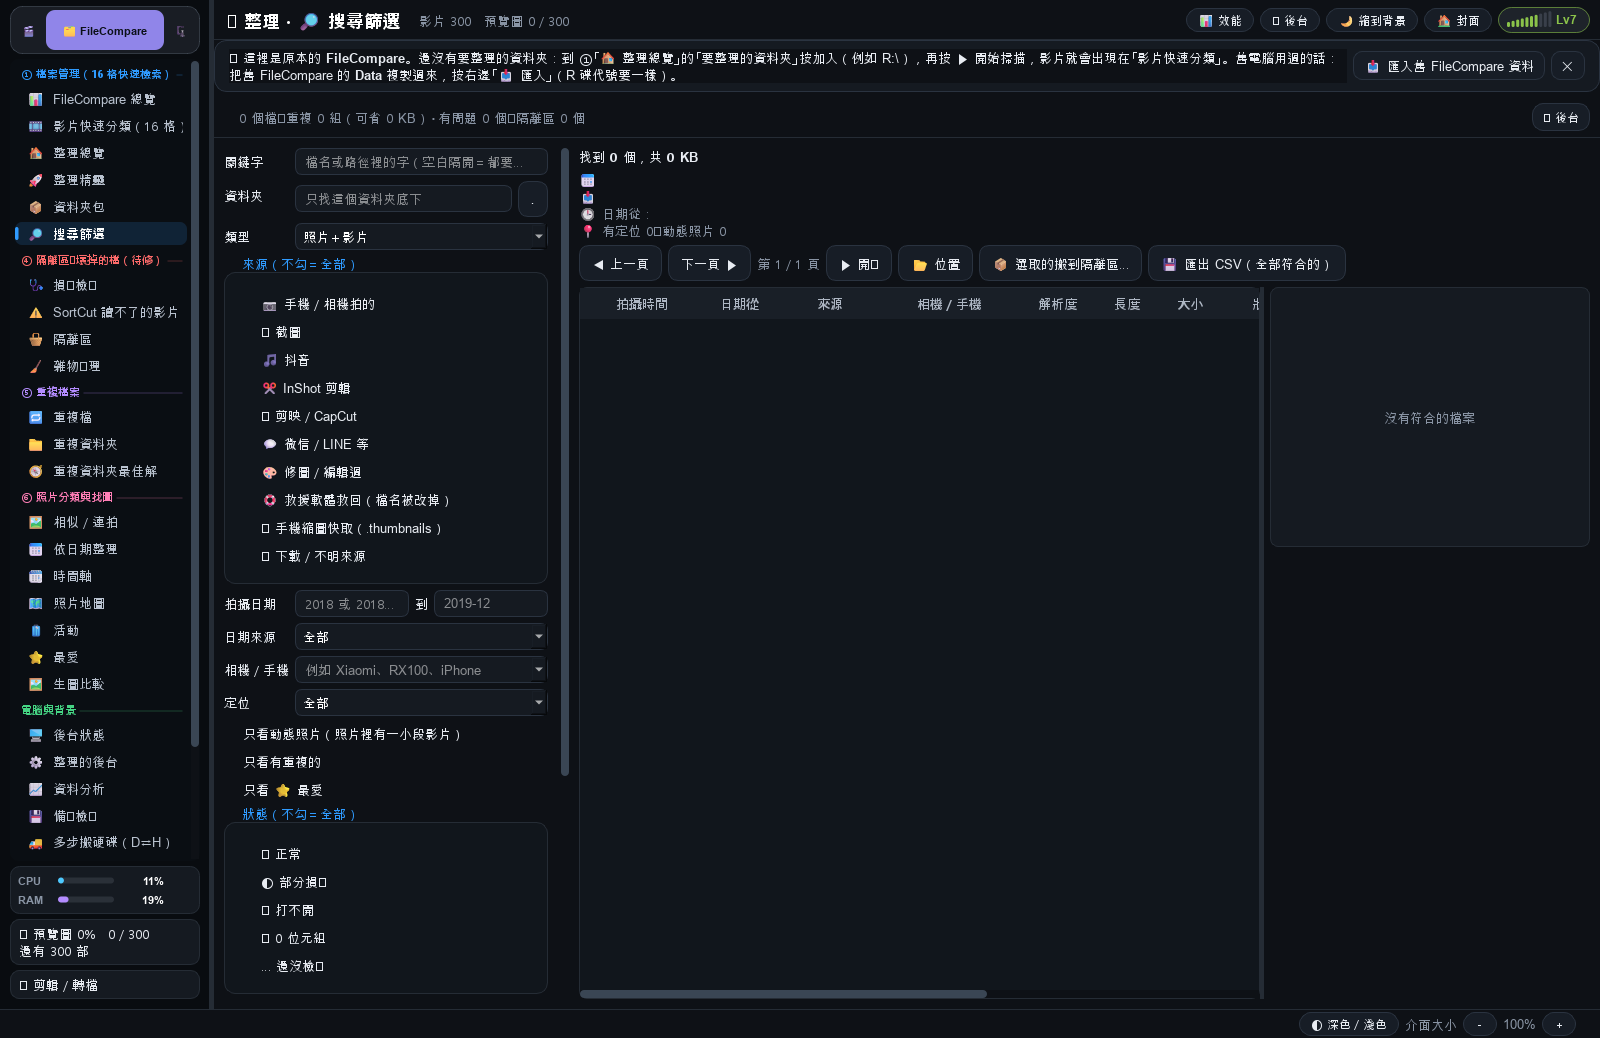 FileCompare
整理 · 搜尋篩選 影片 300 預覽圖 0 / 300
效能
後台
縮到背景
封面
Lv7
這裡是原本的 FileCompare。還沒有要整理的資料夾：到 ①「🏠 整理總覽」的「要整理的資料夾」按加入（例如 R:\），再按 ▶ 開始掃描，影片就會出現在「影片快速分類」。舊電腦用過的話：
把舊 FileCompare 的 Data 複製過來，按右邊「📥 匯入」（R 碟代號要一樣）。
匯入舊 FileCompare 資料
① 檔案管理（16 格快速檢索）
FileCompare 總覽
影片快速分類（16 格）
整理總覽
整理精靈
資料夾包
搜尋篩選
④ 隔離區 壞掉的檔（待修）
損 檢
SortCut 讀不了的影片
隔離區
雜物 理
⑤ 重複檔案
重複檔
重複資料夾
重複資料夾最佳解
⑥ 照片分類與找圖
相似 / 連拍
依日期整理
時間軸
照片地圖
活動
最愛
生圖比較
電腦與背景
後台狀態
整理的後台
資料分析
備 檢
多步搬硬碟（D⇌H）
CPU 11%
RAM 19%
預覽圖 0% 0 / 300
還有 300 部
剪輯 / 轉檔
0 個檔 重複 0 組（可省 0 KB）· 有問題 0 個 隔離區 0 個
後台
關鍵字 檔名或路徑裡的字（空白隔開 = 都要...
資料夾 只找這個資料夾底下 .
類型 照片＋影片
來源（不勾 = 全部）
手機 / 相機拍的
截圖
抖音
InShot 剪輯
剪映 / CapCut
微信 / LINE 等
修圖 / 編輯過
救援軟體救回（檔名被改掉）
手機縮圖快取（.thumbnails）
下載 / 不明來源
拍攝日期 2018 或 2018... 到 2019-12
日期來源 全部
相機 / 手機 例如 Xiaomi、RX100、iPhone
定位 全部
只看動態照片（照片裡有一小段影片）
只看有重複的
只看 ⭐ 最愛
狀態（不勾 = 全部）
正常
部分損
打不開
0 位元組
... 還沒檢
找到 0 個，共 0 KB
日期從：
有定位 0 動態照片 0
◀ 上一頁
下一頁 ▶
第 1 / 1 頁
▶ 開
位置
選取的搬到隔離區...
匯出 CSV（全部符合的）
拍攝時間 日期從 來源 相機 / 手機 解析度 長度 大小
沒有符合的檔案
深色 / 淺色 介面大小 - 100% +